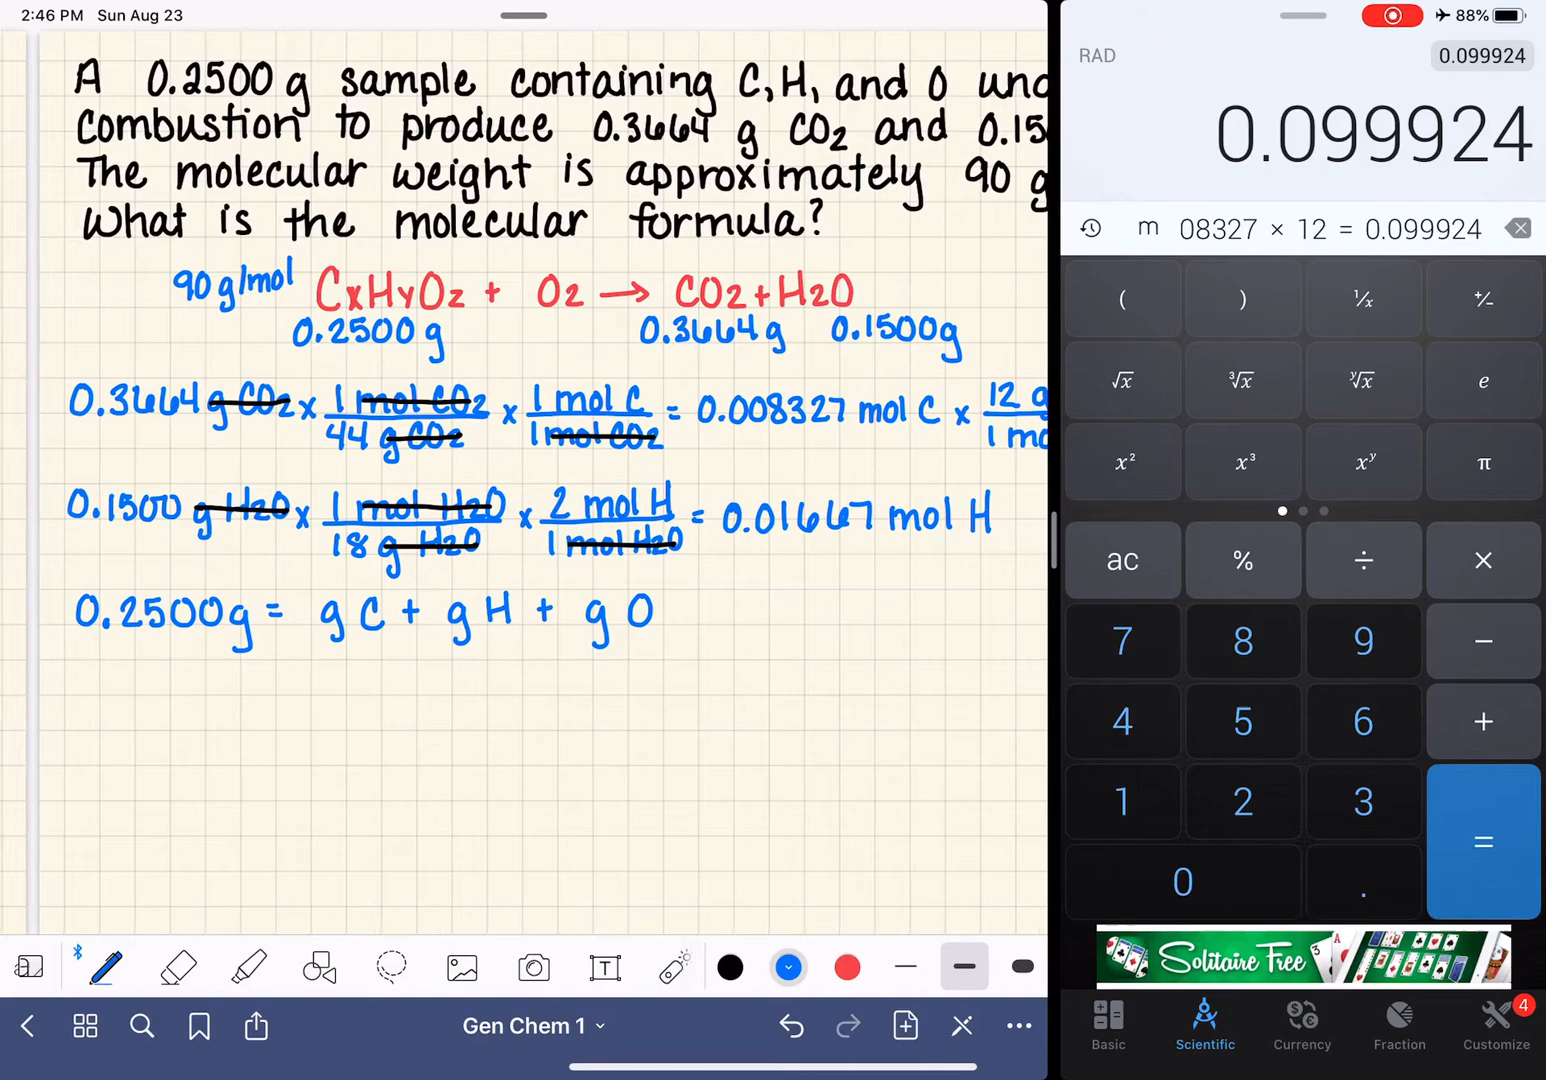 2:46 PM Sun Aug 23
88%
A 0.2500 g sample containing C, H, and O
Combustion to produce 0.3664 g CO2 and 0.15
The molecular weight is approximately 90 g
What is the molecular formula?
90 g/mol CxHyOz + O2 → CO2 + H2O
0.2500 g 0.3664 g 0.1500 g
0.3664 g CO2 x 1 mol CO2 / 44 g CO2 x 1 mol C / 1 mol CO2 = 0.008327 mol C x 12 g / 1 mo
0.1500 g H2O x 1 mol H2O / 18 g H2O x 2 mol H / 1 mol H2O = 0.01667 mol H
0.2500 g = g C + g H + g O
T
Gen Chem 1
RAD 0.099924
0.099924
m 08327 × 12 = 0.099924
( ) 1/x +/-
√x ³√x ʸ√x e
x² x³ xʸ π
ac % ÷ ×
7 8 9 −
4 5 6 +
1 2 3 =
0 .
A
Solitaire Free
4
Basic Scientific Currency Fraction Customize